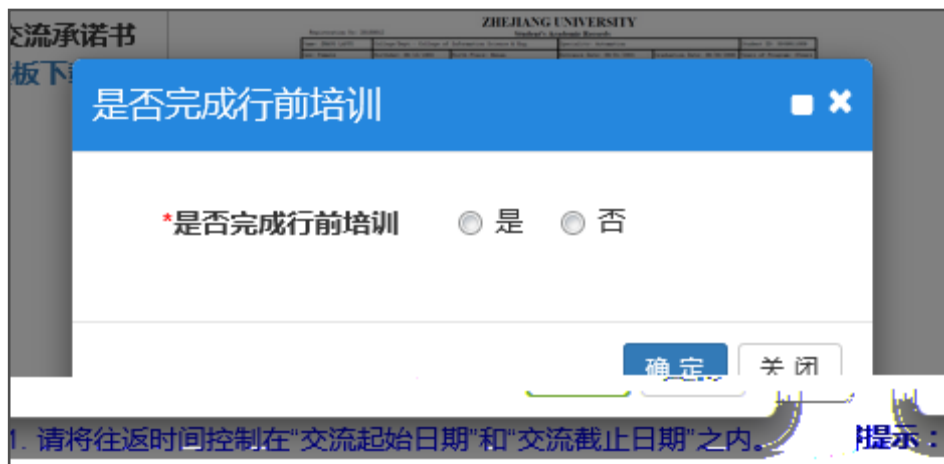 交流承诺书
ZHEJIANG UNIVERSITY
Student's Academic Records
板下
是否完成行前培训
*是否完成行前培训 是 否
确定 关闭
1. 请将往返时间控制在“交流起始日期”和“交流截止日期”之内。 提示：